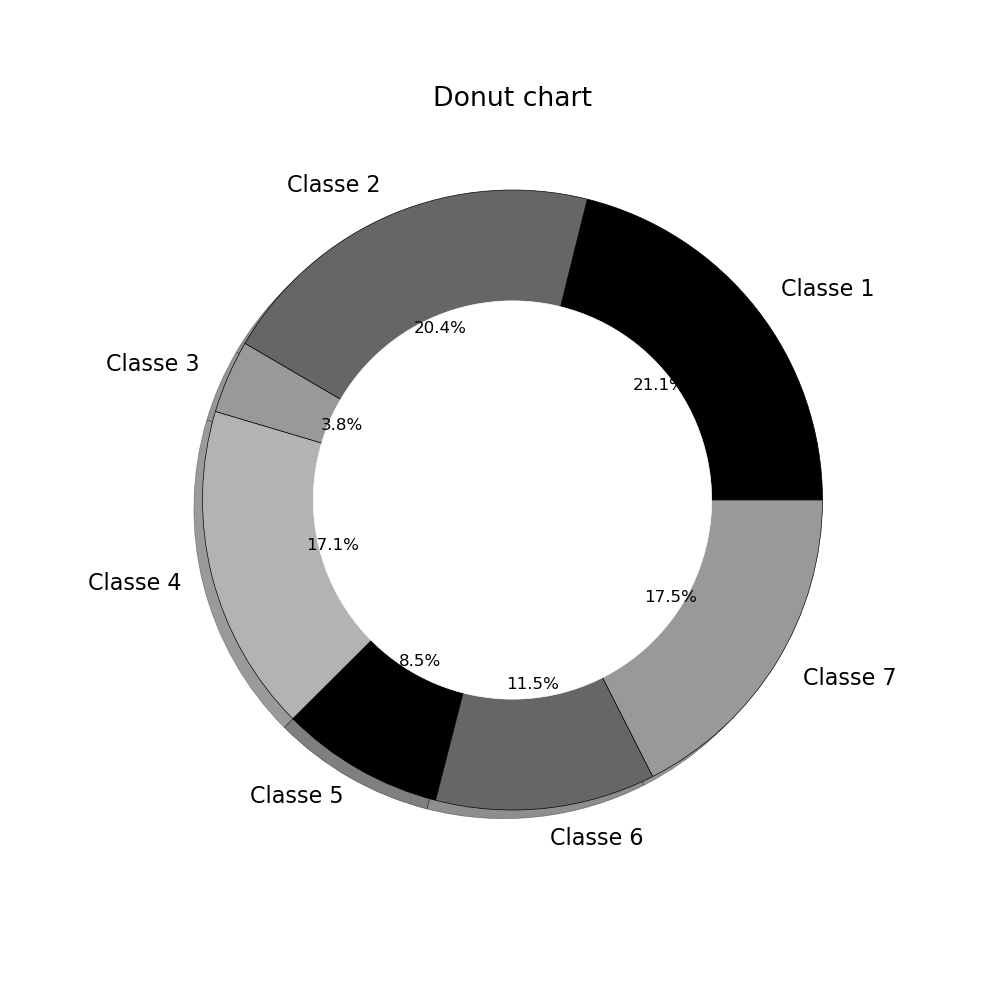 Donut chart
Classe 2
Classe 1
20.4%
Classe 3
21.1%
3.8%
17.1%
Classe 4
17.5%
8.5%
Classe 7
11.5%
Classe 5
Classe 6